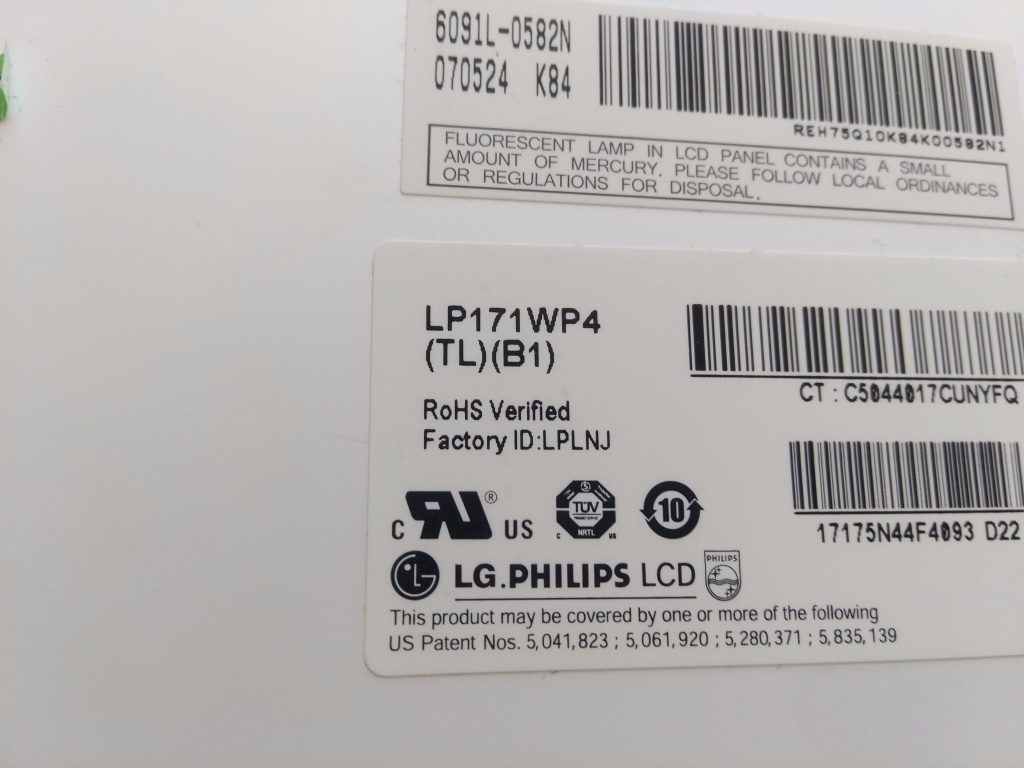 6091L-0582N
070524 K84
REH75Q10K84K00582N1
FLUORESCENT LAMP IN LCD PANEL CONTAINS A SMALL
AMOUNT OF MERCURY. PLEASE FOLLOW LOCAL ORDINANCES
OR REGULATIONS FOR DISPOSAL.
LP171WP4
(TL)(B1)
CT : C5044017CUNYFQ
RoHS Verified
Factory ID:LPLNJ
17175N44F4093 D22
C RU ® US
TÜV
NRTL
C US
10
LG.PHILIPS LCD
PHILIPS
This product may be covered by one or more of the following
US Patent Nos. 5,041,823 ; 5,061,920 ; 5,280,371 ; 5,835,139